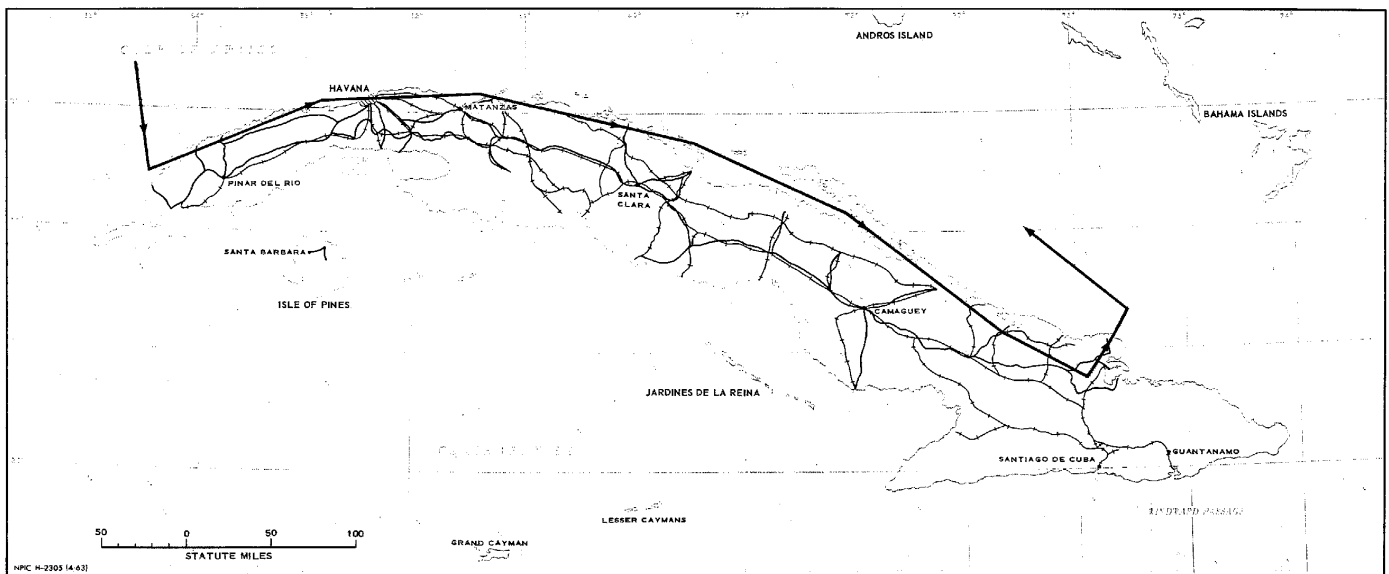 ANDROS ISLAND
HAVANA
MATANZAS
BAHAMA ISLANDS
PINAR DEL RIO
SANTA
CLARA
SANTA BARBARA
ISLE OF PINES
CAMAGUEY
JARDINES DE LA REINA
SANTIAGO DE CUBA
GUANTANAMO
WINDWARD PASSAGE
LESSER CAYMANS
50 0 50 100
STATUTE MILES
GRAND CAYMAN
NPIC H-2305 (4-63)